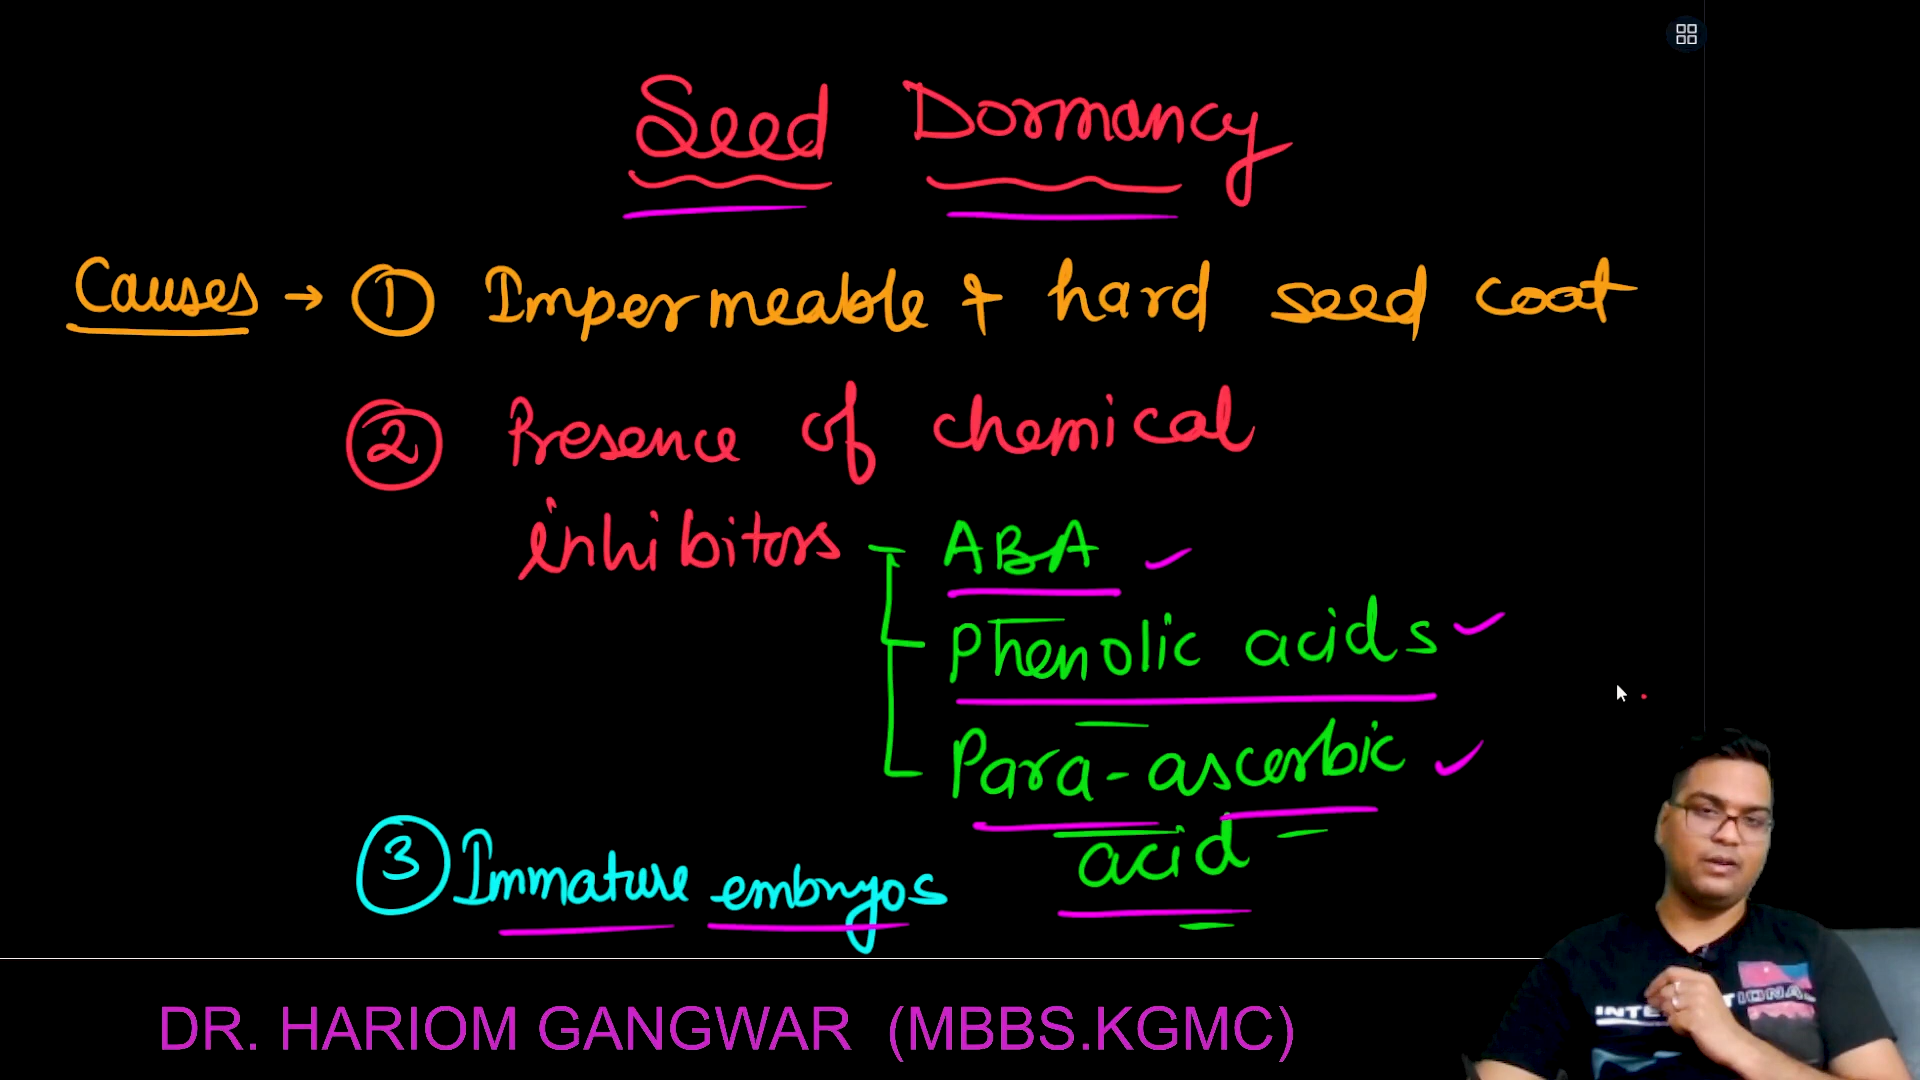 Seed Dormancy
Causes → ① Impermeable + hard seed coat
② Presence of chemical
inhibitors - ABA ✓
Phenolic acids ✓
Para-ascorbic ✓
acid
③ Immature embryos
DR. HARIOM GANGWAR (MBBS.KGMC)